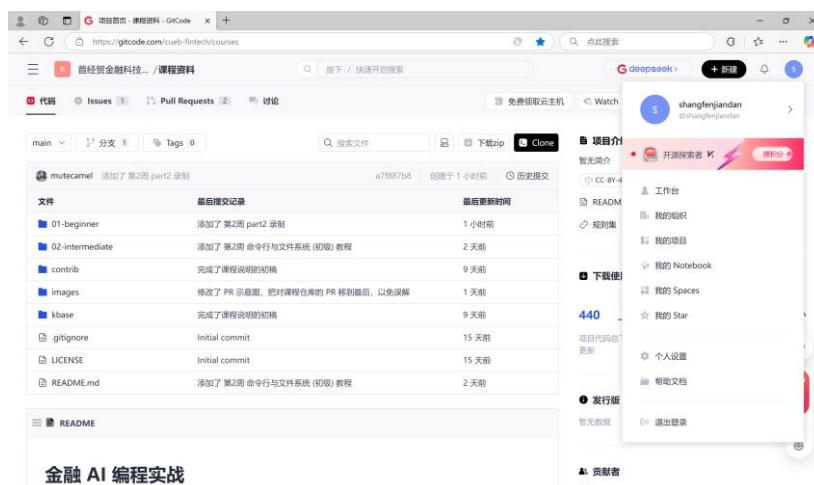 项目首页 - 课程资料 - GitCode
https://gitcode.com/cueb-fintech/courses
点此搜索
首经贸金融科技... /课程资料
按下 / 快速开启搜索
deepseek
+ 新建
S
代码
Issues 1
Pull Requests 2
讨论
免费领取云主机
Watch
S
shangfenjiandan
@shangfenjiandan
main
分支 1
Tags 0
搜索文件
下载zip
Clone
项目介绍
暂无简介
开源探索者
mutecamel 添加了 第2周 part2 录制
a7f887b8
创建于 1 小时前
历史提交
CC-BY-4
文件
最后提交记录
最后更新时间
README
工作台
01-beginner
添加了 第2周 part2 录制
1 小时前
规则集
我的组织
02-intermediate
添加了 第2周 命令行与文件系统 (初级) 教程
2 天前
我的项目
contrib
完成了课程说明的初稿
9 天前
我的 Notebook
images
修改了 PR 示意图，把对课程仓库的 PR 移到最后，以免误解
1 天前
下载使用
我的 Spaces
kbase
完成了课程说明的初稿
9 天前
440
我的 Star
.gitignore
Initial commit
15 天前
项目代码总
更新
LICENSE
Initial commit
15 天前
个人设置
README.md
添加了 第2周 命令行与文件系统 (初级) 教程
2 天前
帮助文档
发行版
README
暂无数据
退出登录
金融 AI 编程实战
贡献者